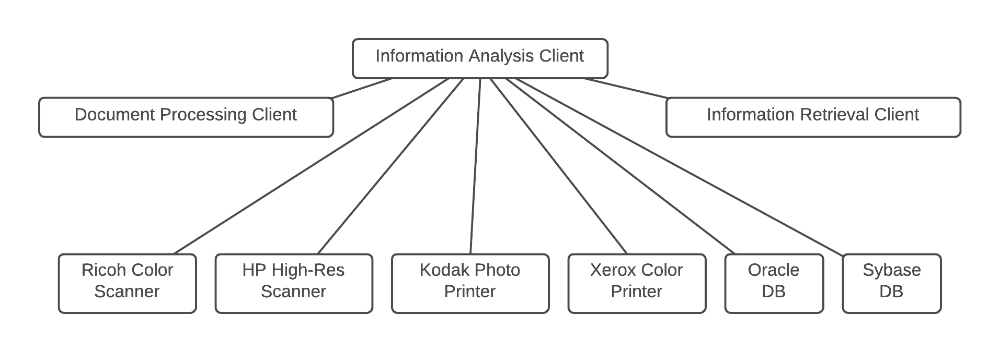 Information Analysis Client
Document Processing Client
Information Retrieval Client
Ricoh Color
Scanner
HP High-Res
Scanner
Kodak Photo
Printer
Xerox Color
Printer
Oracle
DB
Sybase
DB